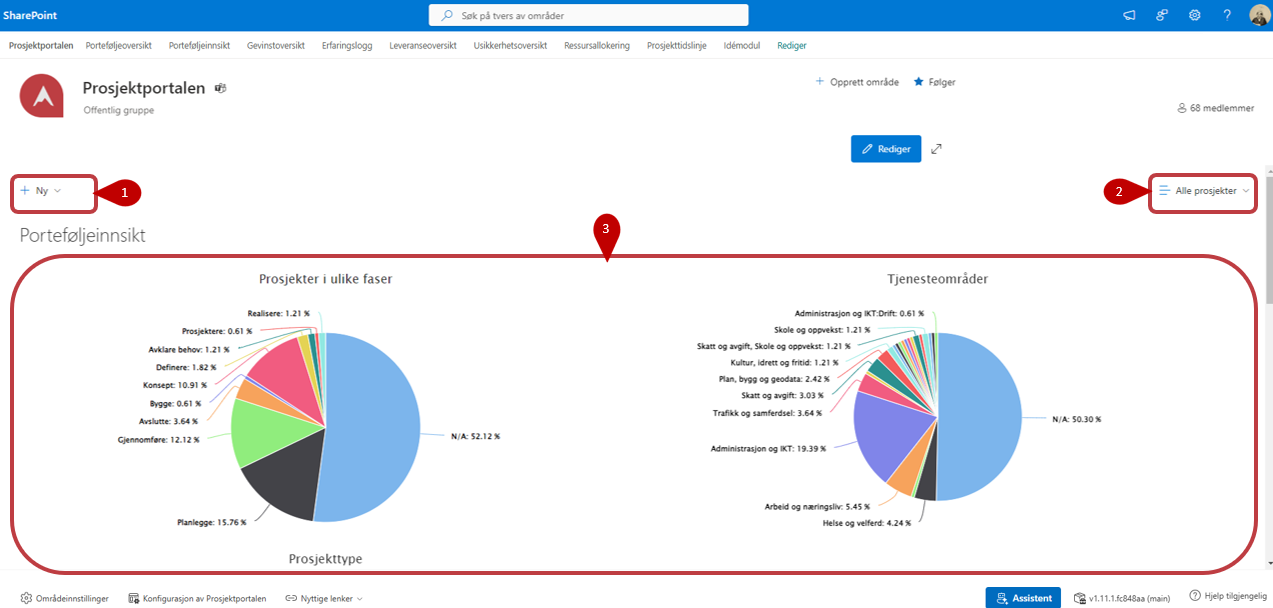 SharePoint
Søk på tvers av områder
?
Prosjektportalen Porteføljeoversikt Porteføljeinnsikt Gevinstoversikt Erfaringslogg Leveranseoversikt Usikkerhetsoversikt Ressursallokering Prosjekttidslinje Idémodul Rediger
Prosjektportalen
Offentlig gruppe
+ Opprett område Følger
68 medlemmer
Rediger
+ Ny
1
2
Alle prosjekter
Porteføljeinnsikt
3
Prosjekter i ulike faser
Realisere: 1.21 %
Prosjektere: 0.61 %
Avklare behov: 1.21 %
Definere: 1.82 %
Konsept: 10.91 %
Bygge: 0.61 %
Avslutte: 3.64 %
Gjennomføre: 12.12 %
N/A: 52.12 %
Planlegge: 15.76 %
Tjenesteområder
Administrasjon og IKT:Drift: 0.61 %
Skole og oppvekst: 1.21 %
Skatt og avgift, Skole og oppvekst: 1.21 %
Kultur, idrett og fritid: 1.21 %
Plan, bygg og geodata: 2.42 %
Skatt og avgift: 3.03 %
Trafikk og samferdsel: 3.64 %
N/A: 50.30 %
Administrasjon og IKT: 19.39 %
Arbeid og næringsliv: 5.45 %
Helse og velferd: 4.24 %
Prosjekttype
Områdeinnstillinger Konfigurasjon av Prosjektportalen Nyttige lenker
Assistent v1.11.1.fc848aa (main) Hjelp tilgjengelig